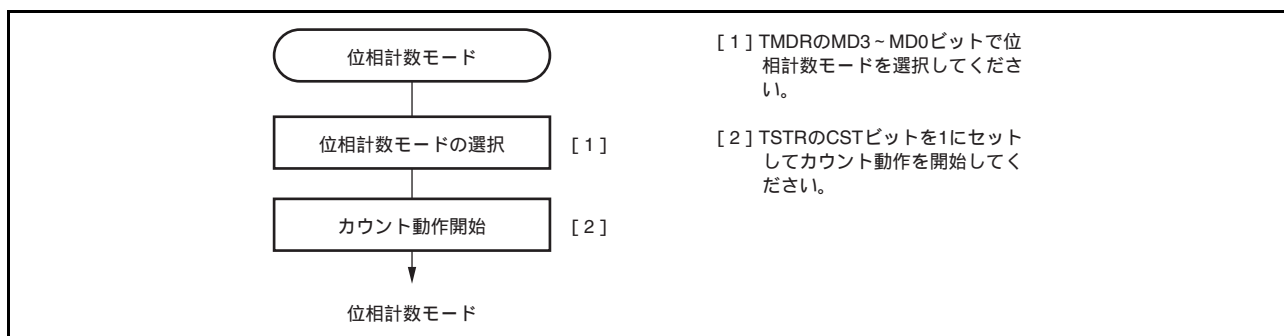 位相計数モード
位相計数モードの選択
[ 1 ]
カウント動作開始
[ 2 ]
位相計数モード
[ 1 ] TMDRのMD3~MD0ビットで位
相計数モードを選択してくださ
い。
[ 2 ] TSTRのCSTビットを1にセット
してカウント動作を開始してく
ださい。